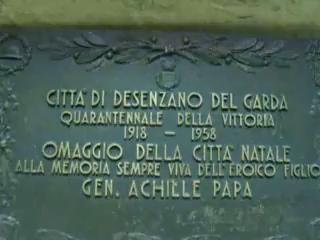 CITTÀ DI DESENZANO DEL GARDA
QUARANTENNALE DELLA VITTORIA
1918 — 1958
OMAGGIO DELLA CITTÀ NATALE
ALLA MEMORIA SEMPRE VIVA DELL'EROICO FIGLIO
GEN. ACHILLE PAPA